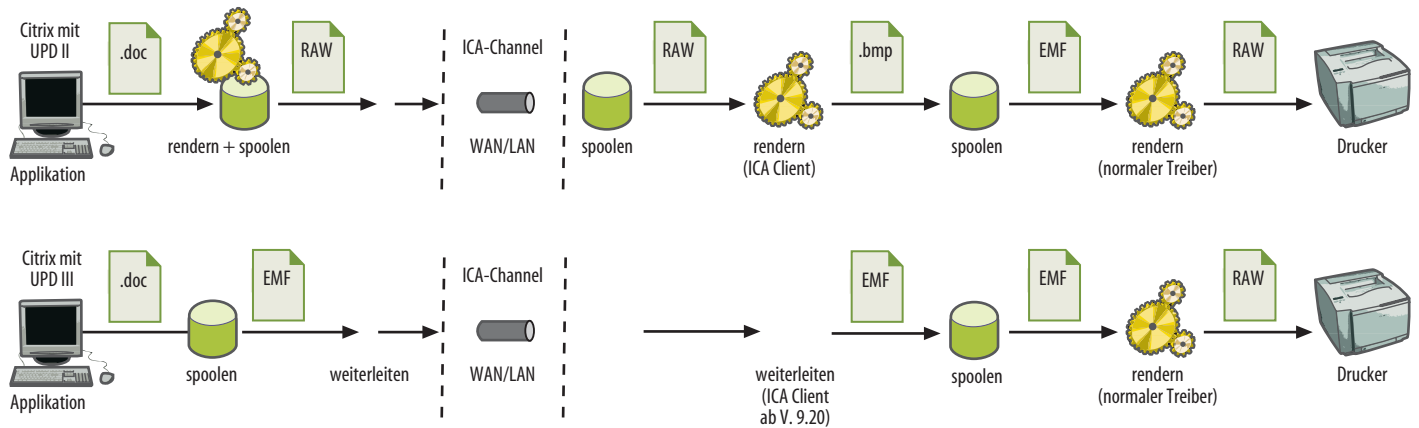 Citrix mit
UPD II
.doc
RAW
ICA-Channel
RAW
.bmp
EMF
RAW
rendern + spoolen
WAN/LAN
spoolen
rendern
(ICA Client)
spoolen
rendern
(normaler Treiber)
Drucker
Applikation
Citrix mit
UPD III
.doc
EMF
ICA-Channel
EMF
EMF
RAW
spoolen
weiterleiten
WAN/LAN
weiterleiten
(ICA Client
ab V. 9.20)
spoolen
rendern
(normaler Treiber)
Drucker
Applikation